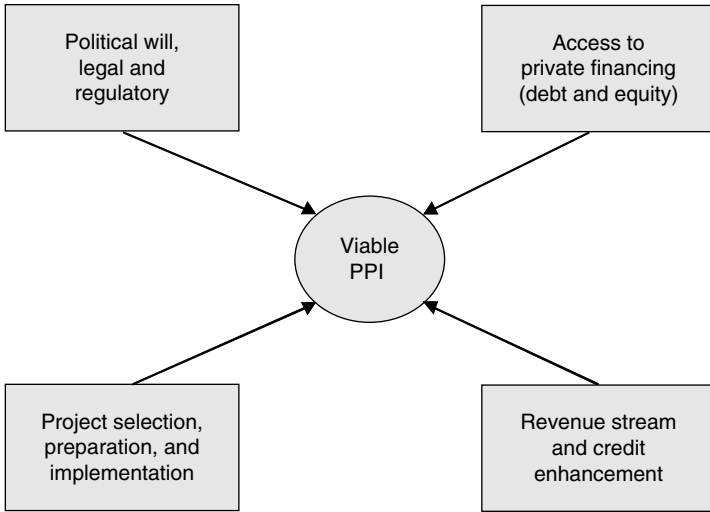 Political will,
legal and
regulatory
Access to
private financing
(debt and equity)
Viable
PPI
Project selection,
preparation, and
implementation
Revenue stream
and credit
enhancement